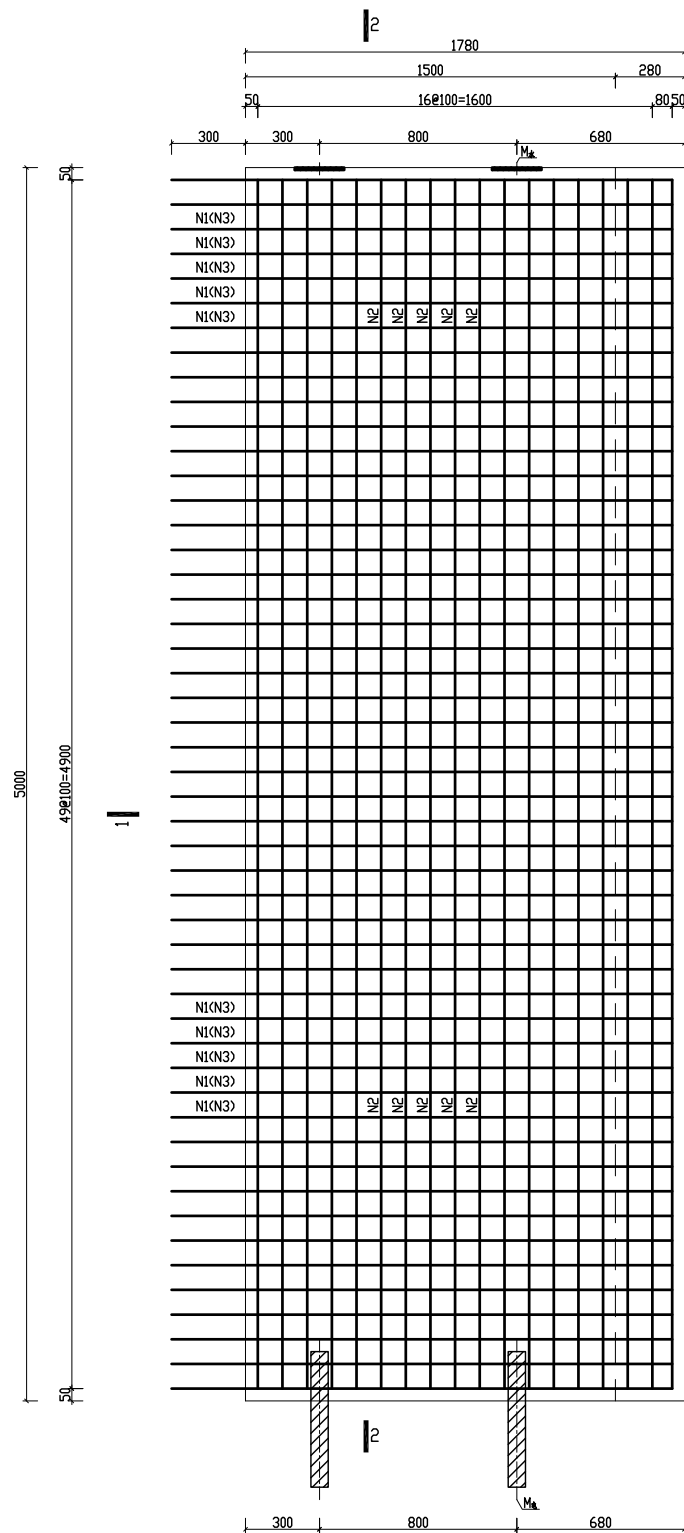 2
1780
1500 280
50 16@100=1600 80 50
300 300 800 680
50
N1(N3)
N1(N3)
N1(N3)
N1(N3)
N1(N3)
N2 N2 N2 N2 N2
5000
49@100=4900
1
N1(N3)
N1(N3)
N1(N3)
N1(N3)
N1(N3)
N2 N2 N2 N2 N2
50
2
300 800 680